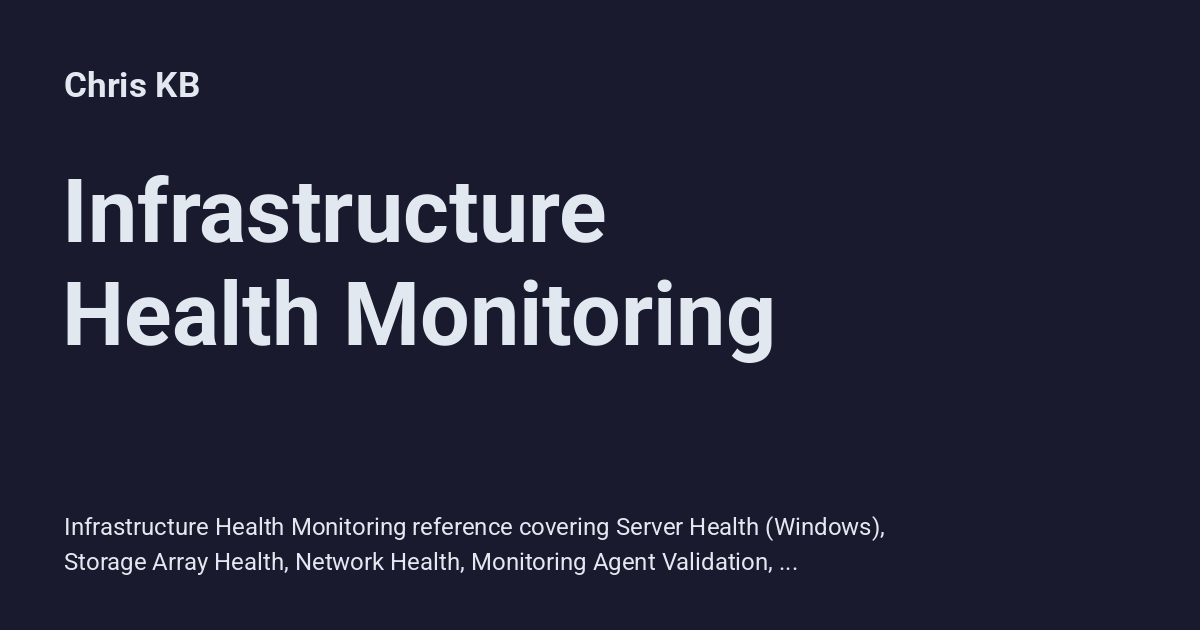 Chris KB
Infrastructure
Health Monitoring
Infrastructure Health Monitoring reference covering Server Health (Windows),
Storage Array Health, Network Health, Monitoring Agent Validation, ...